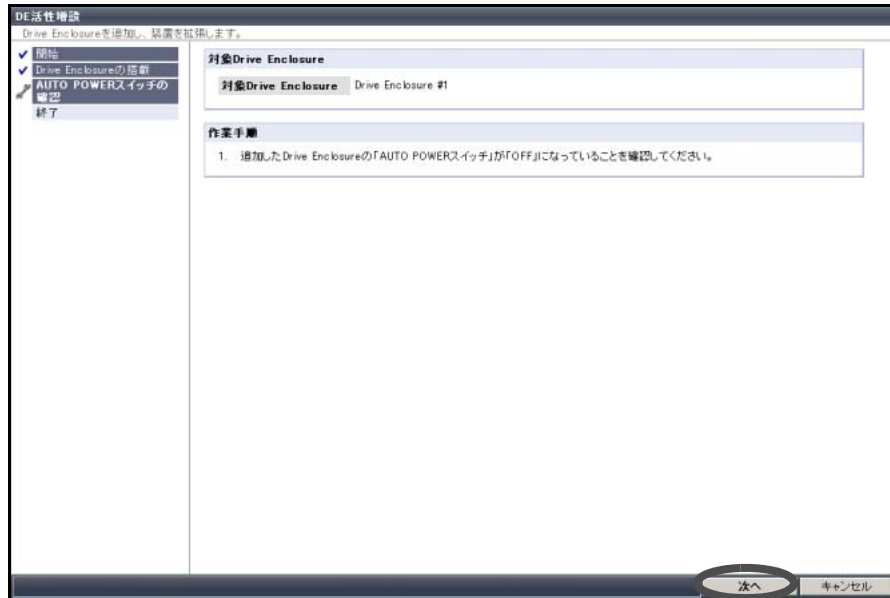 DE活性増設
Drive Enclosureを追加し、装置を拡張します。
開始
Drive Enclosureの搭載
AUTO POWERスイッチの
確認
終了
対象Drive Enclosure
対象Drive Enclosure Drive Enclosure #1
作業手順
1. 追加したDrive Enclosureの「AUTO POWERスイッチ」が「OFF」になっていることを確認してください。
次へ キャンセル